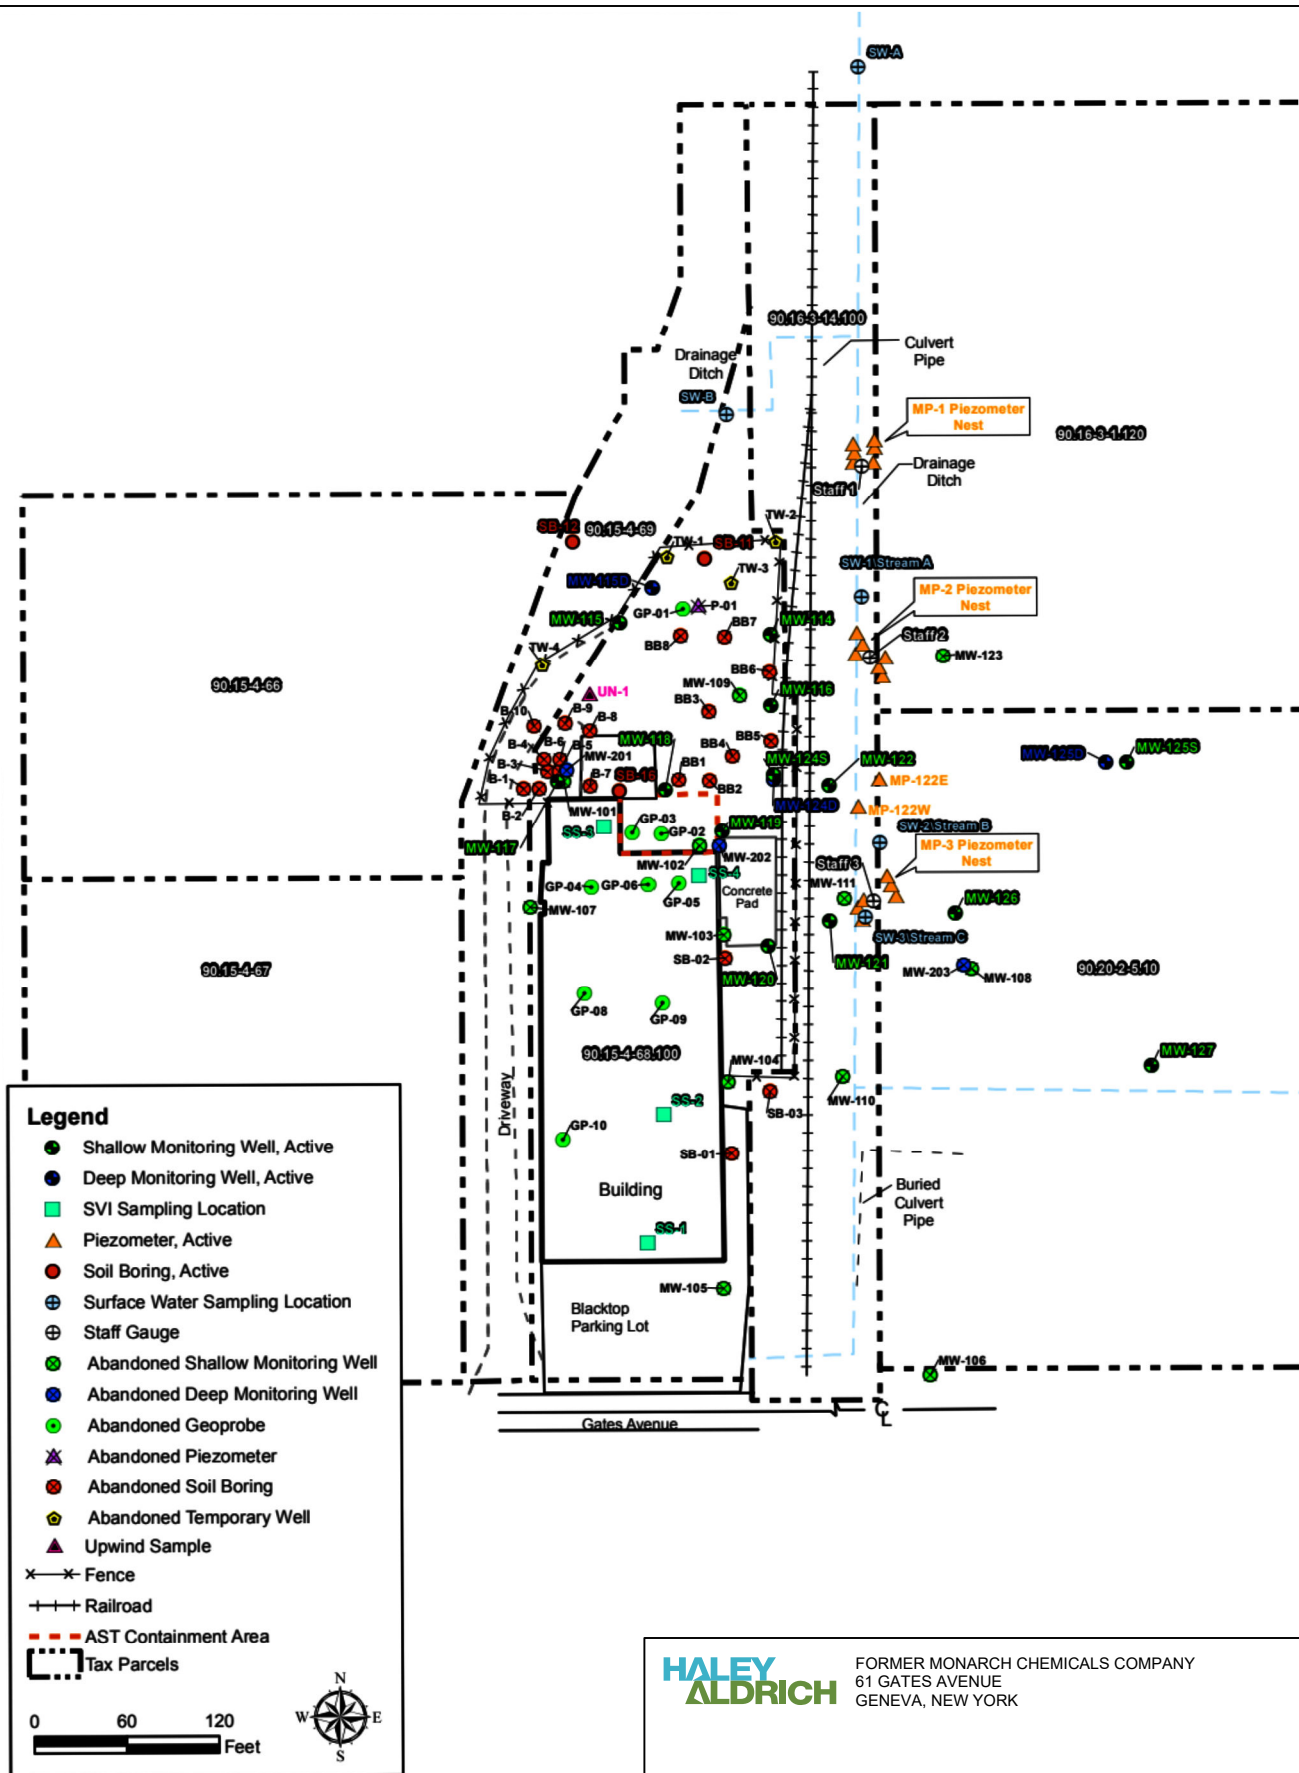 SW-A
90.16-3-14.100
Culvert
Pipe
Drainage
Ditch
SW-B
MP-1 Piezometer
Nest
90.16-3-1.120
Drainage
Ditch
Staff 1
TW-2
SB-12
90.15-4-69
TW-1
SB-11
SW-1\Stream A
TW-3
MW-115D
MP-2 Piezometer
Nest
GP-01
P-01
MW-115
MW-114
BB7
BB8
Staff 2
TW-4
MW-123
BB6
90.15-4-66
UN-1
MW-109
MW-116
BB3
B-10
B-9
B-8
B-4
B-6
B-5
MW-118
BB4
BB5
MW-201
MW-124S
MW-122
MW-125D
MW-125S
B-3
B-1
B-7
SB-16
BB1
BB2
MP-122E
MW-124D
MP-122W
B-2
MW-101
SS-3
GP-03
GP-02
MW-119
SW-2\Stream B
MW-117
MW-102
MW-202
MP-3 Piezometer
Nest
Staff 3
SS-4
GP-04
GP-06
GP-05
Concrete
Pad
MW-111
MW-107
MW-126
MW-103
SW-3\Stream C
SB-02
MW-121
90.15-4-67
MW-120
MW-203
MW-108
90.20-2-5.10
GP-08
GP-09
90.15-4-68.100
MW-104
MW-127
Driveway
SS-2
SB-03
MW-110
GP-10
SB-01
Building
Buried
Culvert
Pipe
SS-1
MW-105
Blacktop
Parking Lot
MW-106
Gates Avenue
CL
Legend
Shallow Monitoring Well, Active
Deep Monitoring Well, Active
SVI Sampling Location
Piezometer, Active
Soil Boring, Active
Surface Water Sampling Location
Staff Gauge
Abandoned Shallow Monitoring Well
Abandoned Deep Monitoring Well
Abandoned Geoprobe
Abandoned Piezometer
Abandoned Soil Boring
Abandoned Temporary Well
Upwind Sample
Fence
Railroad
AST Containment Area
Tax Parcels
N
W E
S
0 60 120
Feet
HALEY
ALDRICH
FORMER MONARCH CHEMICALS COMPANY
61 GATES AVENUE
GENEVA, NEW YORK